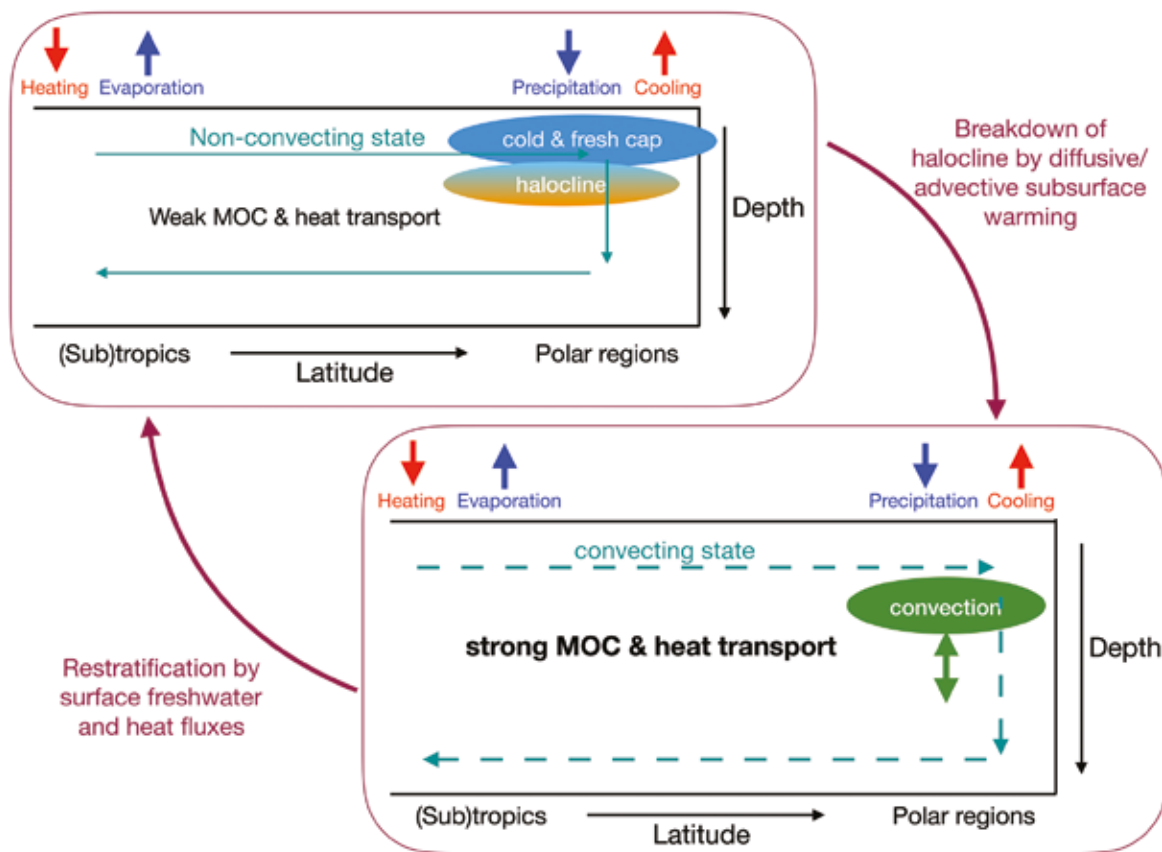 Heating
Evaporation
Precipitation
Cooling
Non-convecting state
cold & fresh cap
halocline
Weak MOC & heat transport
Depth
(Sub)tropics
Latitude
Polar regions
Breakdown of
halocline by diffusive/
advective subsurface
warming
Heating
Evaporation
Precipitation
Cooling
convecting state
convection
strong MOC & heat transport
Depth
(Sub)tropics
Latitude
Polar regions
Restratification by
surface freshwater
and heat fluxes